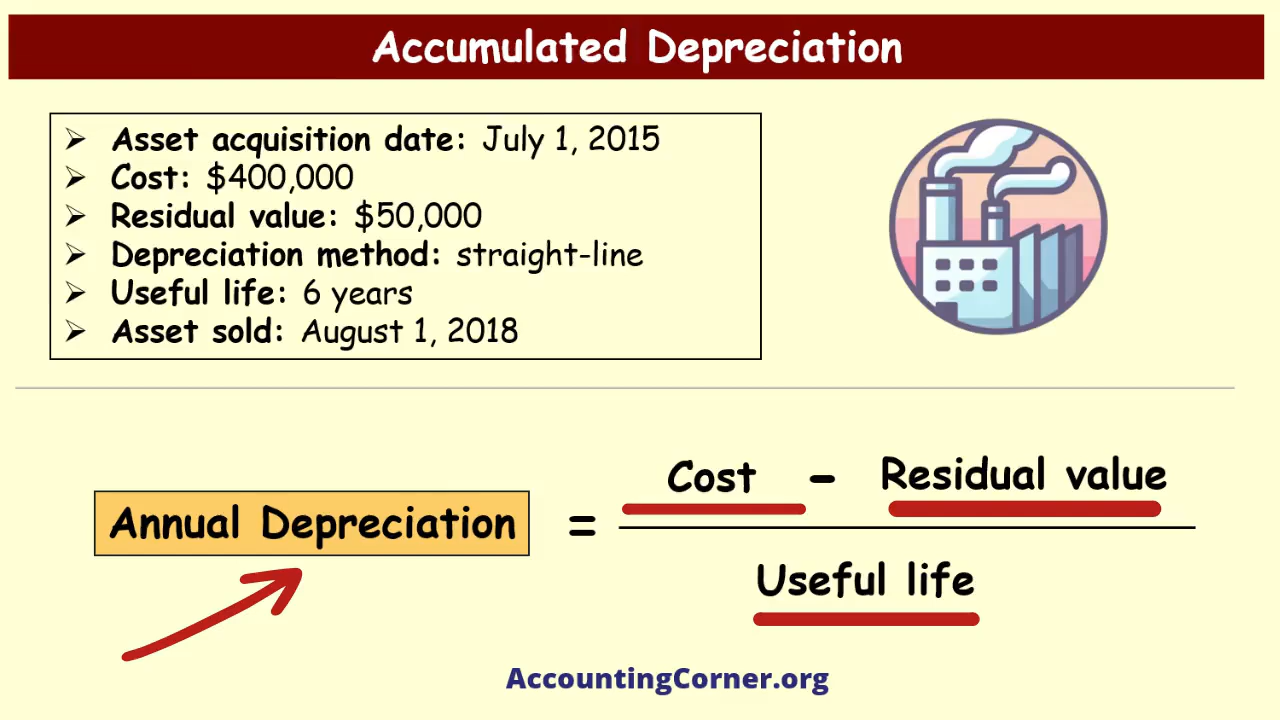 Accumulated Depreciation
➢ Asset acquisition date: July 1, 2015
➢ Cost: $400,000
➢ Residual value: $50,000
➢ Depreciation method: straight-line
➢ Useful life: 6 years
➢ Asset sold: August 1, 2018
Cost - Residual value
Annual Depreciation =
Useful life
AccountingCorner.org